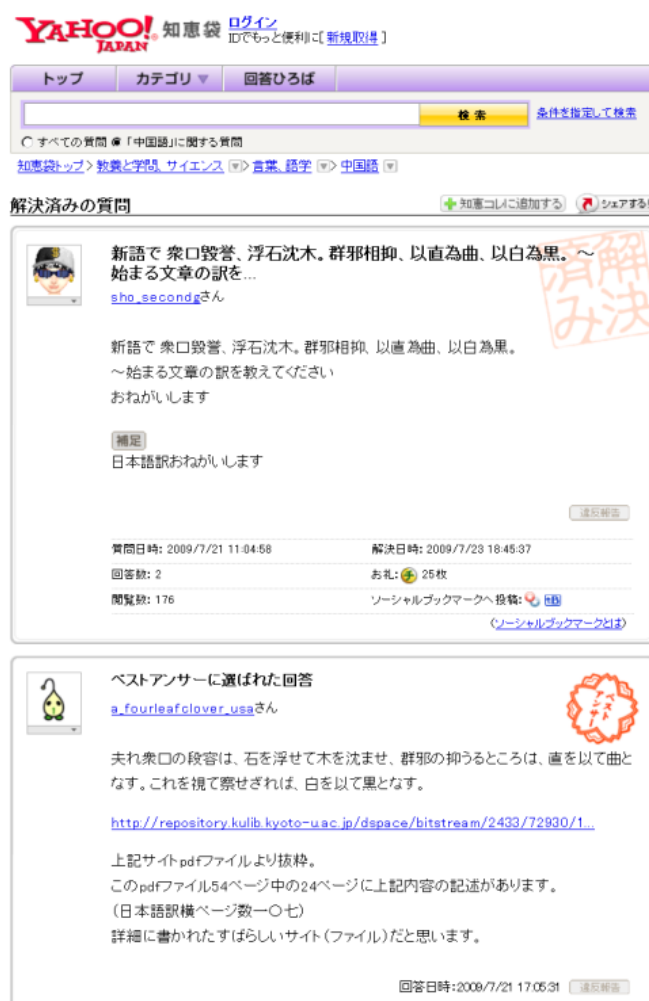 YAHOO! JAPAN 知恵袋 ログイン
IDでもっと便利に[ 新規取得 ]
トップ カテゴリ▼ 回答ひろば
検索 条件を指定して検索
すべての質問 「中国語」に関する質問
知恵袋トップ > 教養と学問、サイエンス > 言葉、語学 > 中国語
解決済みの質問 知恵コレに追加する シェアする!
新語で 衆口毀誉、浮石沈木。群邪相抑、以直為曲、以白為黒。～
始まる文章の訳を...
sho_secondgさん
解決済み
新語で 衆口毀誉、浮石沈木。群邪相抑、以直為曲、以白為黒。
～始まる文章の訳を教えてください
おねがいします
補足
日本語訳おねがいします
違反報告
質問日時: 2009/7/21 11:04:58 解決日時: 2009/7/23 18:45:37
回答数: 2 お礼: チ 25枚
閲覧数: 176 ソーシャルブックマークへ投稿:
(ソーシャルブックマークとは)
ベストアンサーに選ばれた回答
ベストアンサー
a_fourleafclover_usaさん
夫れ衆口の段容は、石を浮せて木を沈ませ、群邪の抑うるところは、直を以て曲と
なす。これを視て察せざれば、白を以て黒となす。
http://repository.kulib.kyoto-u.ac.jp/dspace/bitstream/2433/72930/1...
上記サイトpdfファイルより抜粋。
このpdfファイル54ページ中の24ページに上記内容の記述があります。
(日本語訳横ページ数一〇七)
詳細に書かれたすばらしいサイト(ファイル)だと思います。
回答日時:2009/7/21 17:05:31 違反報告